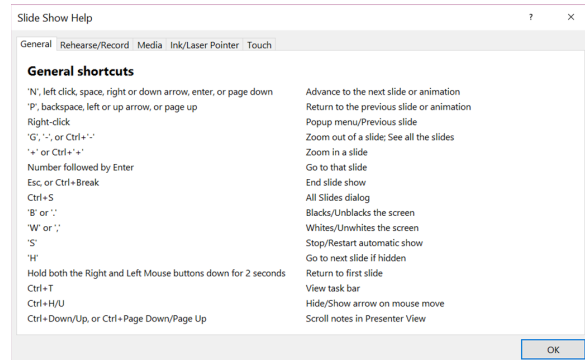 Slide Show Help ? ×
General Rehearse/Record Media Ink/Laser Pointer Touch
General shortcuts
'N', left click, space, right or down arrow, enter, or page down Advance to the next slide or animation
'P', backspace, left or up arrow, or page up Return to the previous slide or animation
Right-click Popup menu/Previous slide
'G', '-', or Ctrl+'-' Zoom out of a slide; See all the slides
'+' or Ctrl+'+' Zoom in a slide
Number followed by Enter Go to that slide
Esc, or Ctrl+Break End slide show
Ctrl+S All Slides dialog
'B' or '.' Blacks/Unblacks the screen
'W' or ',' Whites/Unwhites the screen
'S' Stop/Restart automatic show
'H' Go to next slide if hidden
Hold both the Right and Left Mouse buttons down for 2 seconds Return to first slide
Ctrl+T View task bar
Ctrl+H/U Hide/Show arrow on mouse move
Ctrl+Down/Up, or Ctrl+Page Down/Page Up Scroll notes in Presenter View
OK